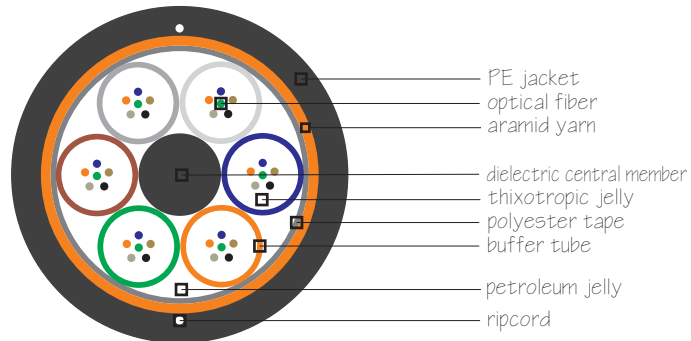 PE jacket
optical fiber
aramid yarn
dielectric central member
thixotropic jelly
polyester tape
buffer tube
petroleum jelly
ripcord